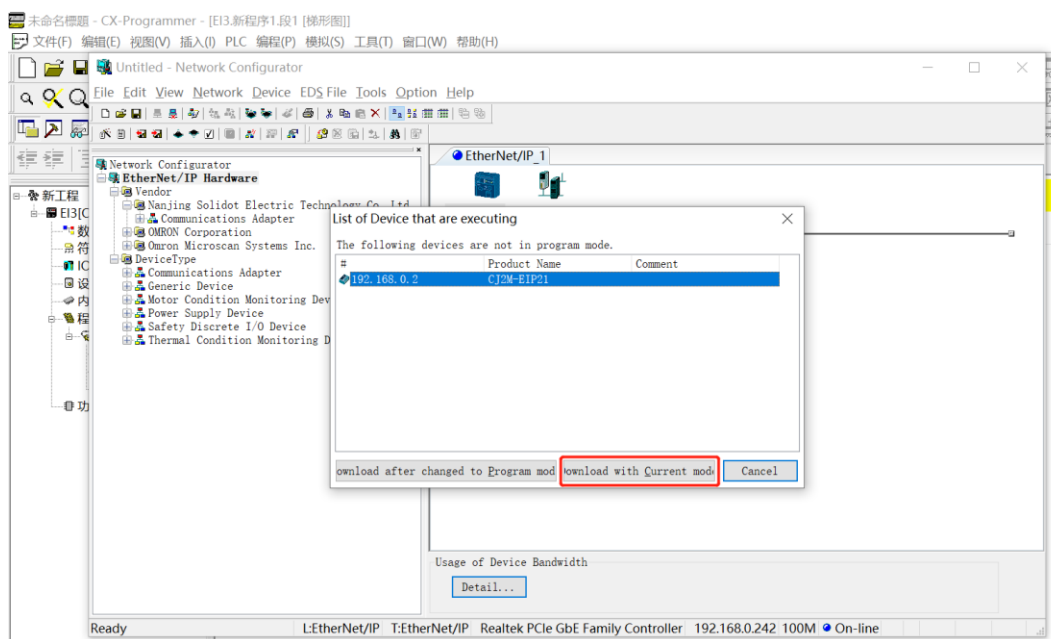 未命名標題 - CX-Programmer - [EI3.新程序1.段1 [梯形图]]
文件(F) 编辑(E) 视图(V) 插入(I) PLC 编程(P) 模拟(S) 工具(T) 窗口(W) 帮助(H)
Untitled - Network Configurator
File Edit View Network Device EDS File Tools Option Help
新工程
EI3[C
数
符
IO
设
内
程
功
Network Configurator
EtherNet/IP Hardware
Vendor
Nanjing Solidot Electric Technology Co.,Ltd
Communications Adapter
OMRON Corporation
Omron Microscan Systems Inc.
DeviceType
Communications Adapter
Generic Device
Motor Condition Monitoring Dev
Power Supply Device
Safety Discrete I/O Device
Thermal Condition Monitoring D
EtherNet/IP_1
List of Device that are executing
The following devices are not in program mode.
# Product Name Comment
192.168.0.2 CJ2M-EIP21
ownload after changed to Program mod ownload with Current mode Cancel
Usage of Device Bandwidth
Detail...
Ready L:EtherNet/IP T:EtherNet/IP Realtek PCIe GbE Family Controller 192.168.0.242 100M On-line